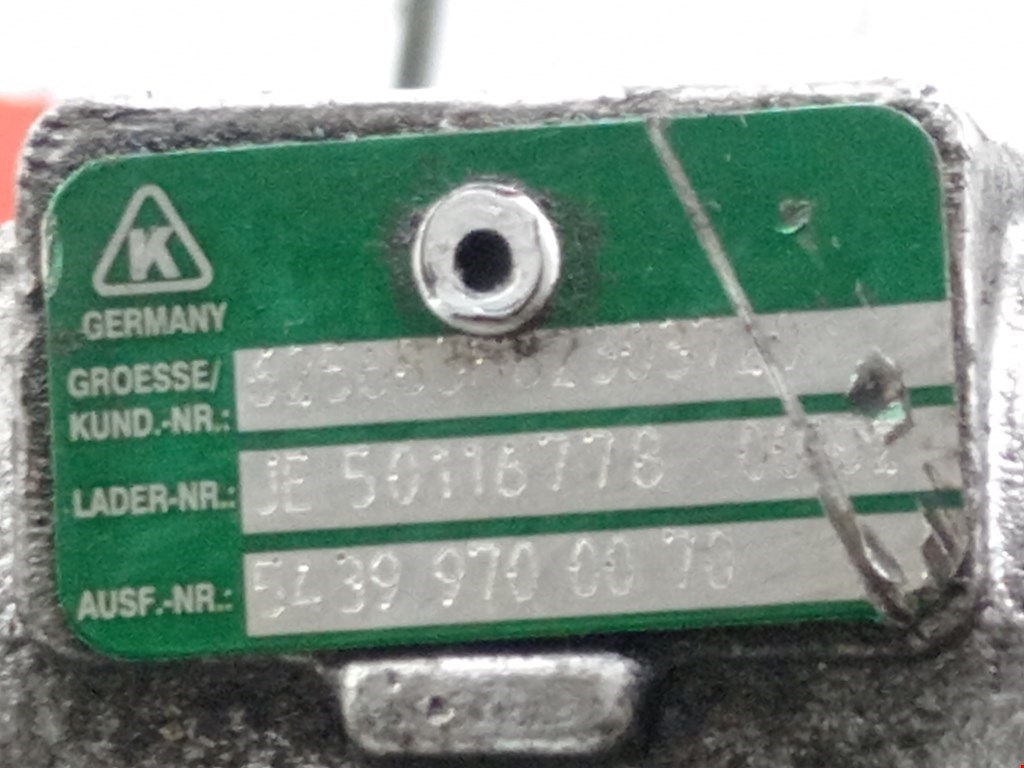 K
GERMANY
GROESSE/
KUND.-NR.:
LADER-NR.: JE 50116778
AUSF.-NR.: 5439 970 00 70